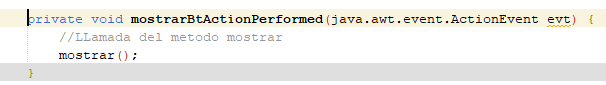 private void mostrarBtActionPerformed(java.awt.event.ActionEvent evt) {
//LLamada del metodo mostrar
mostrar();
}